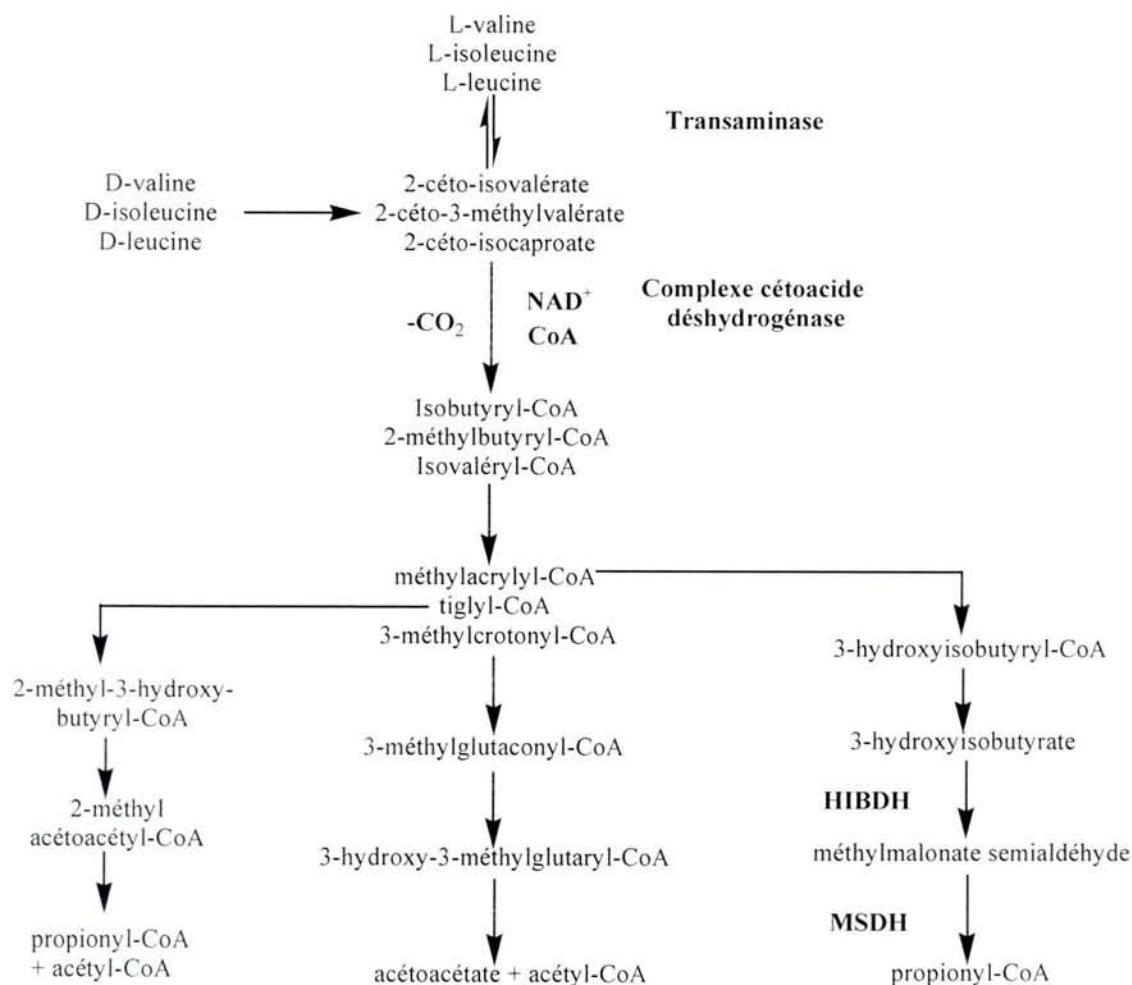 L-valine
L-isoleucine
L-leucine
Transaminase
D-valine
D-isoleucine
D-leucine
2-céto-isovalérate
2-céto-3-méthylvalérate
2-céto-isocaproate
-CO₂
NAD⁺
CoA
Complexe cétoacide
déshydrogénase
Isobutyryl-CoA
2-méthylbutyryl-CoA
Isovaléryl-CoA
méthylacrylyl-CoA
tiglyl-CoA
3-méthylcrotonyl-CoA
2-méthyl-3-hydroxy-
butyryl-CoA
2-méthyl
acétoacétyl-CoA
propionyl-CoA
+ acétyl-CoA
3-méthylglutaconyl-CoA
3-hydroxy-3-méthylglutaryl-CoA
acétoacétate + acétyl-CoA
3-hydroxyisobutyryl-CoA
3-hydroxyisobutyrate
HIBDH
méthylmalonate semialdéhyde
MSDH
propionyl-CoA